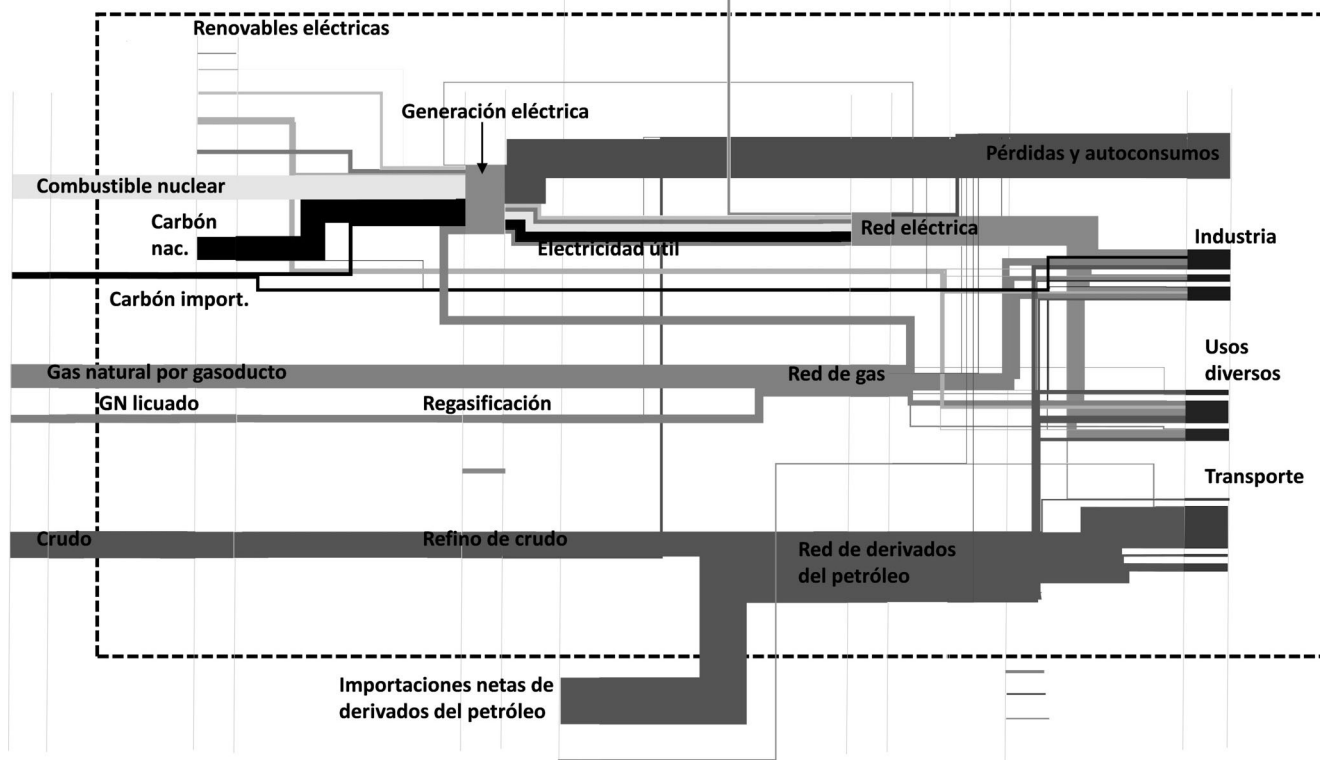 Renovables eléctricas
Generación eléctrica
Pérdidas y autoconsumos
Combustible nuclear
Carbón
nac.
Red eléctrica
Electricidad útil
Industria
Carbón import.
Usos
diversos
Gas natural por gasoducto
Red de gas
GN licuado
Regasificación
Transporte
Crudo
Refino de crudo
Red de derivados
del petróleo
Importaciones netas de
derivados del petróleo